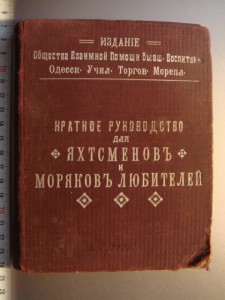 ИЗДАНІЕ
Общества Взаимной Помощи Бывш. Воспитан.
Одесск. Учил. Торгов. Морепл.
КРАТКОЕ РУКОВОДСТВО
для
ЯХТСМЕНОВЪ
и
МОРЯКОВЪ ЛЮБИТЕЛЕЙ